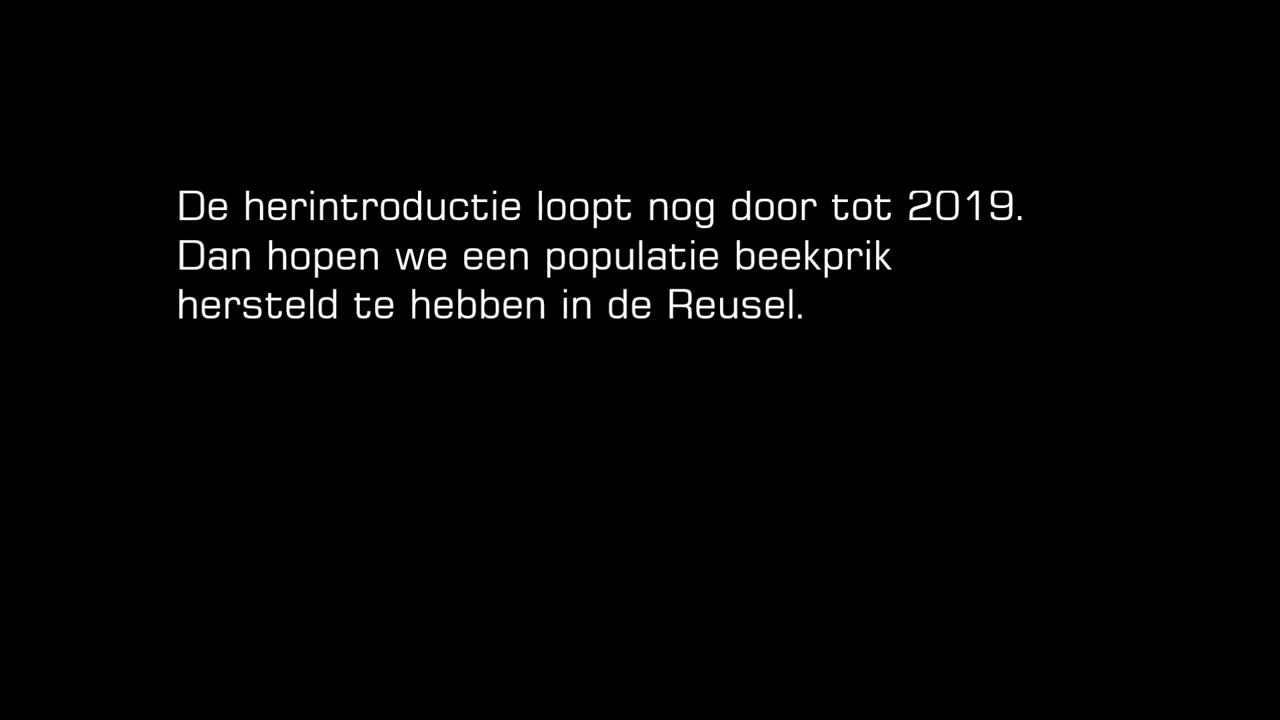 De herintroductie loopt nog door tot 2019.
Dan hopen we een populatie beekprik
hersteld te hebben in de Reusel.